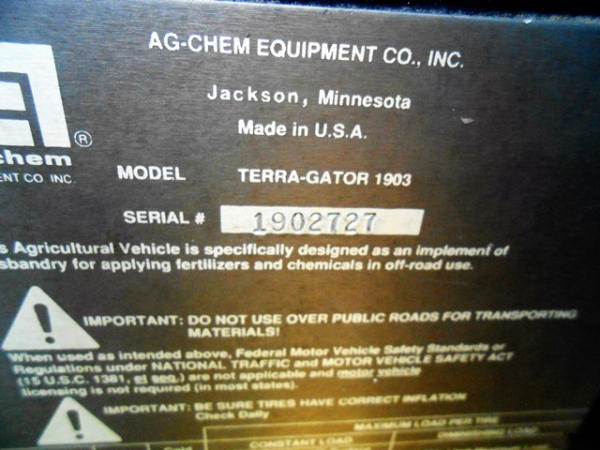 AG-CHEM EQUIPMENT CO., INC.
Jackson, Minnesota
Made in U.S.A.
®
chem
ENT CO. INC.
MODEL TERRA-GATOR 1903
SERIAL # 1902727
s Agricultural Vehicle is specifically designed as an implement of
sbandry for applying fertilizers and chemicals in off-road use.
IMPORTANT: DO NOT USE OVER PUBLIC ROADS FOR TRANSPORTING
MATERIALS!
When used as intended above, Federal Motor Vehicle Safety Standards or
Regulations under NATIONAL TRAFFIC and MOTOR VEHICLE SAFETY ACT
(15 U.S.C. 1381, et seq.) are not applicable and motor vehicle
licensing is not required (in most states).
IMPORTANT: BE SURE TIRES HAVE CORRECT INFLATION
Check Daily
MAXIMUM LOAD PER TIRE
CONSTANT LOAD DIMINISHING LOAD